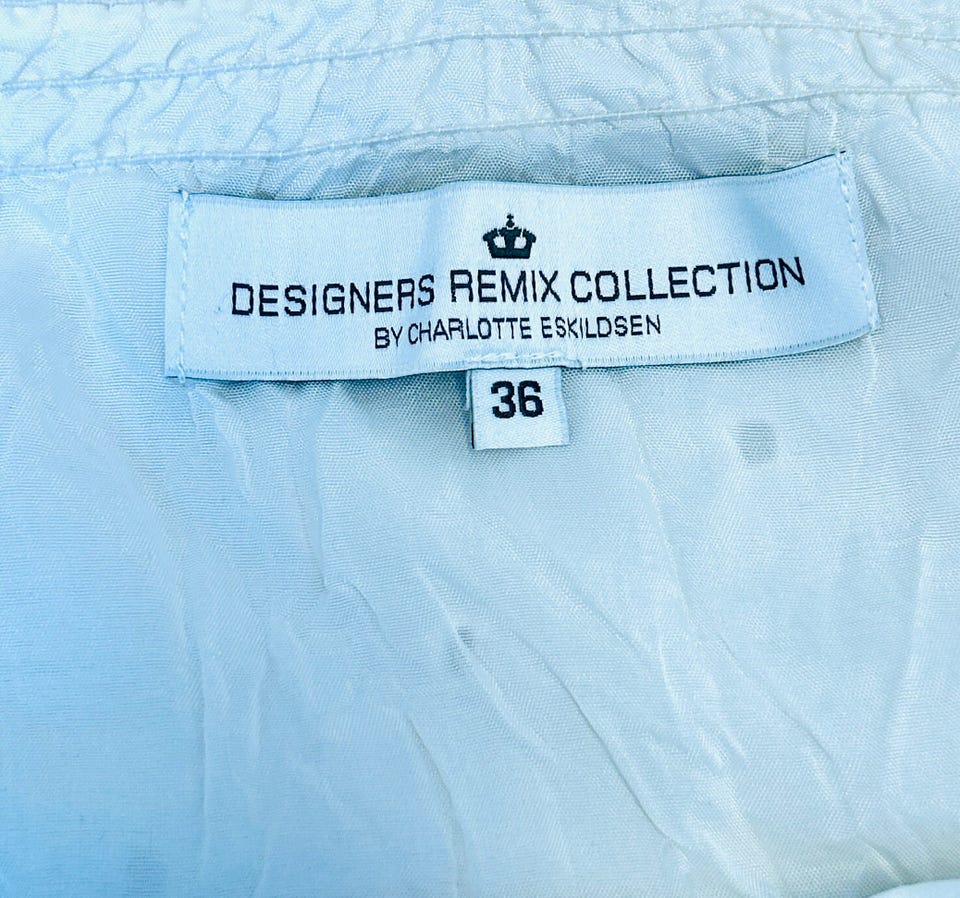 DESIGNERS REMIX COLLECTION
BY CHARLOTTE ESKILDSEN
36